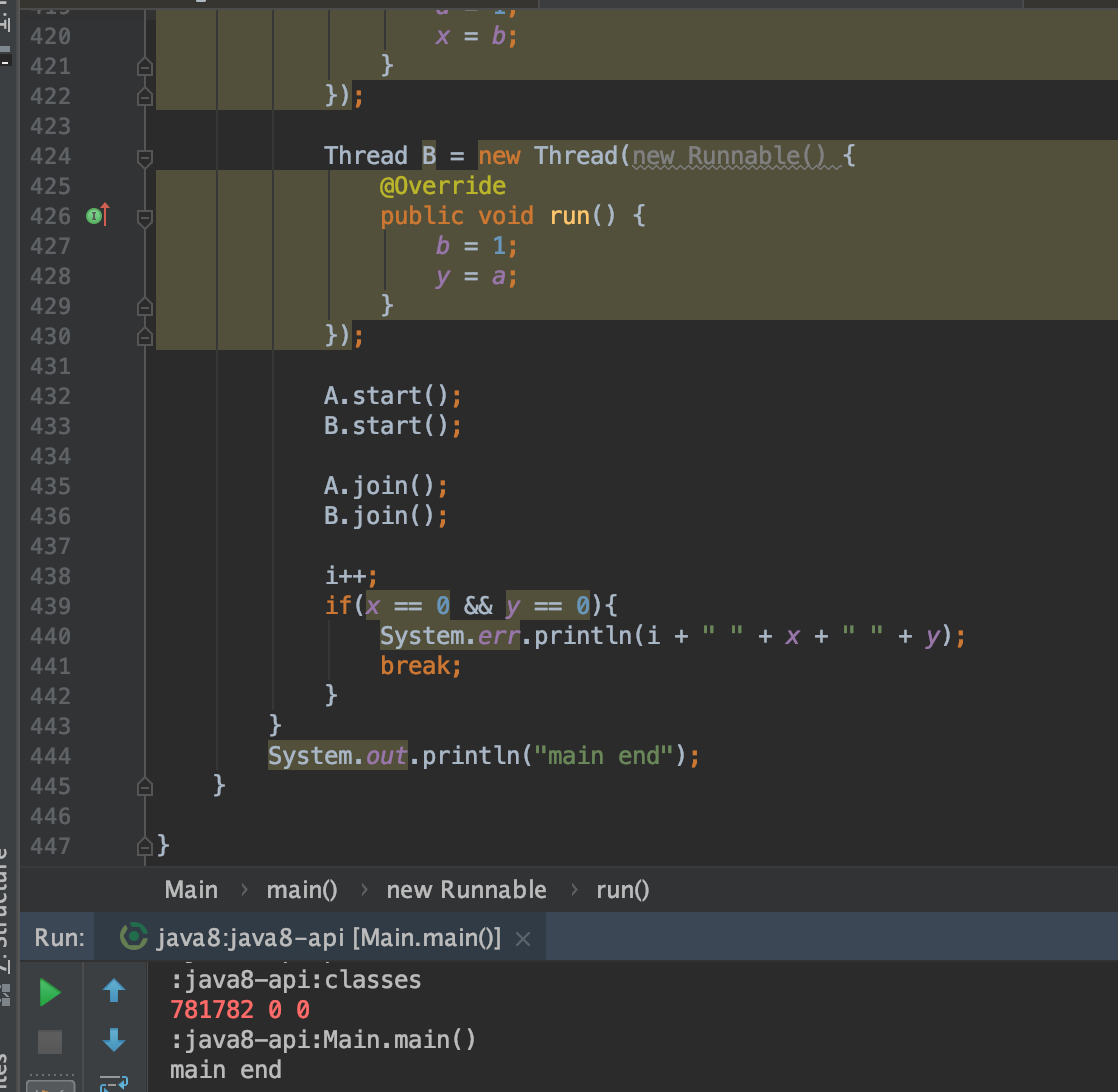 420 x = b;
421 }
422 });
423
424 Thread B = new Thread(new Runnable() {
425 @Override
426 public void run() {
427 b = 1;
428 y = a;
429 }
430 });
431
432 A.start();
433 B.start();
434
435 A.join();
436 B.join();
437
438 i++;
439 if(x == 0 && y == 0){
440 System.err.println(i + " " + x + " " + y);
441 break;
442 }
443 }
444 System.out.println("main end");
445 }
446
447 }
Main › main() › new Runnable › run()
Z: Structure
Run: java8:java8-api [Main.main()] ×
:java8-api:classes
781782 0 0
:java8-api:Main.main()
main end